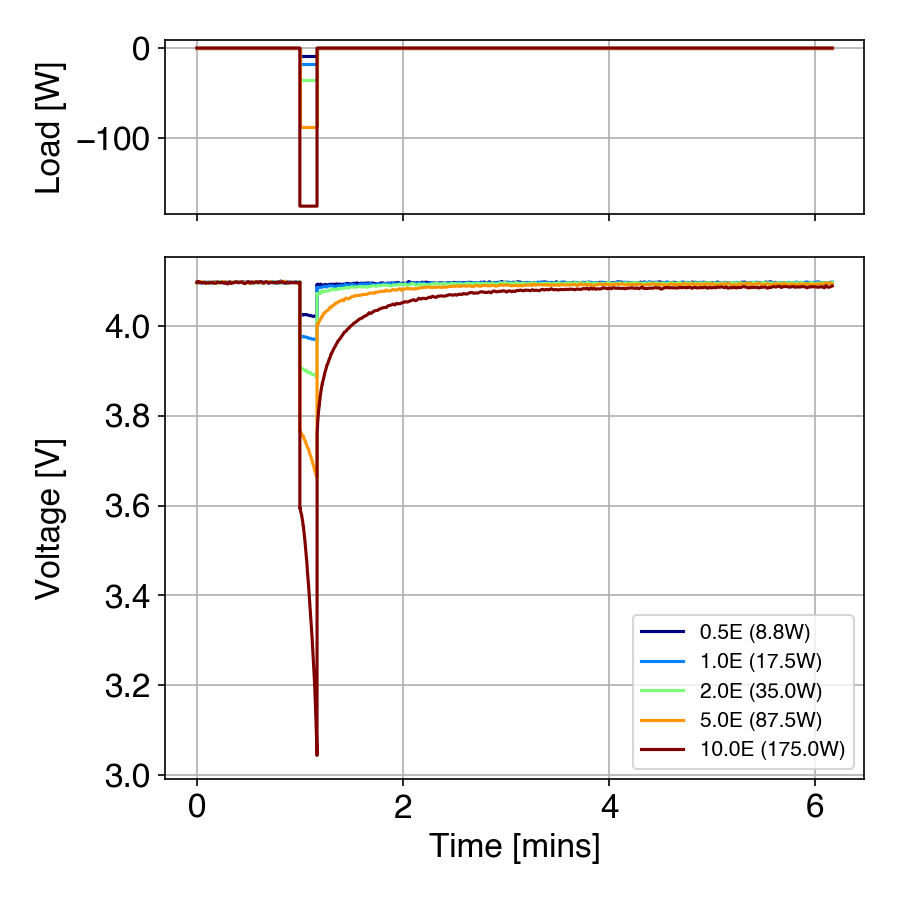 Load [W]
0
−100
Voltage [V]
4.0
3.8
3.6
3.4
3.2
3.0
0.5E (8.8W)
1.0E (17.5W)
2.0E (35.0W)
5.0E (87.5W)
10.0E (175.0W)
0 2 4 6
Time [mins]